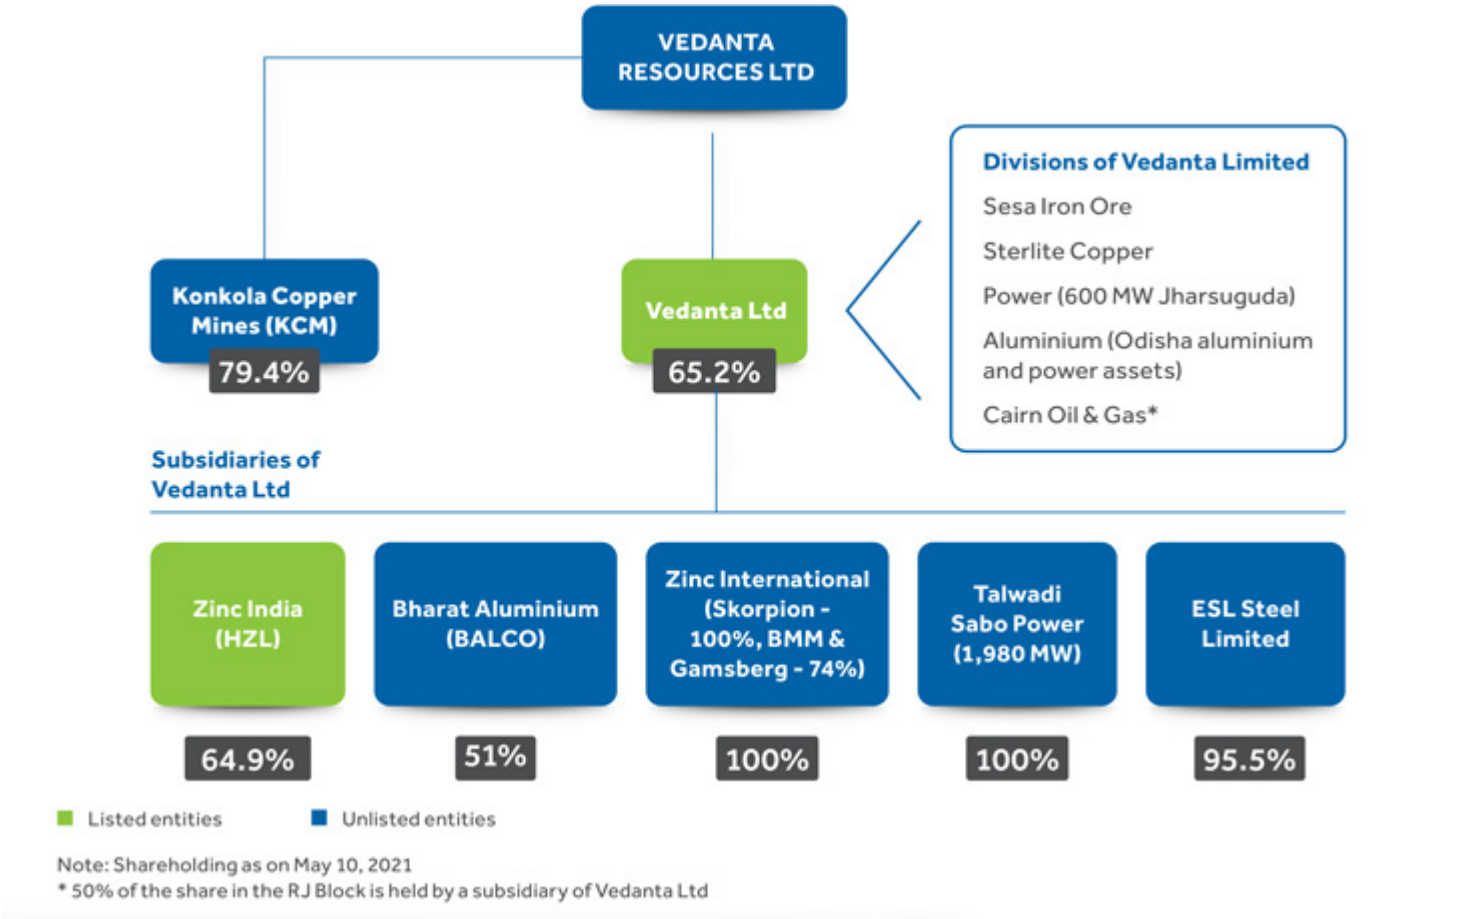 VEDANTA
RESOURCES LTD
Divisions of Vedanta Limited
Sesa Iron Ore
Sterlite Copper
Power (600 MW Jharsuguda)
Aluminium (Odisha aluminium
and power assets)
Cairn Oil & Gas*
Konkola Copper
Mines (KCM)
79.4%
Vedanta Ltd
65.2%
Subsidiaries of
Vedanta Ltd
Zinc India
(HZL)
64.9%
Bharat Aluminium
(BALCO)
51%
Zinc International
(Skorpion -
100%, BMM &
Gamsberg - 74%)
100%
Talwadi
Sabo Power
(1,980 MW)
100%
ESL Steel
Limited
95.5%
Listed entities
Unlisted entities
Note: Shareholding as on May 10, 2021
* 50% of the share in the RJ Block is held by a subsidiary of Vedanta Ltd